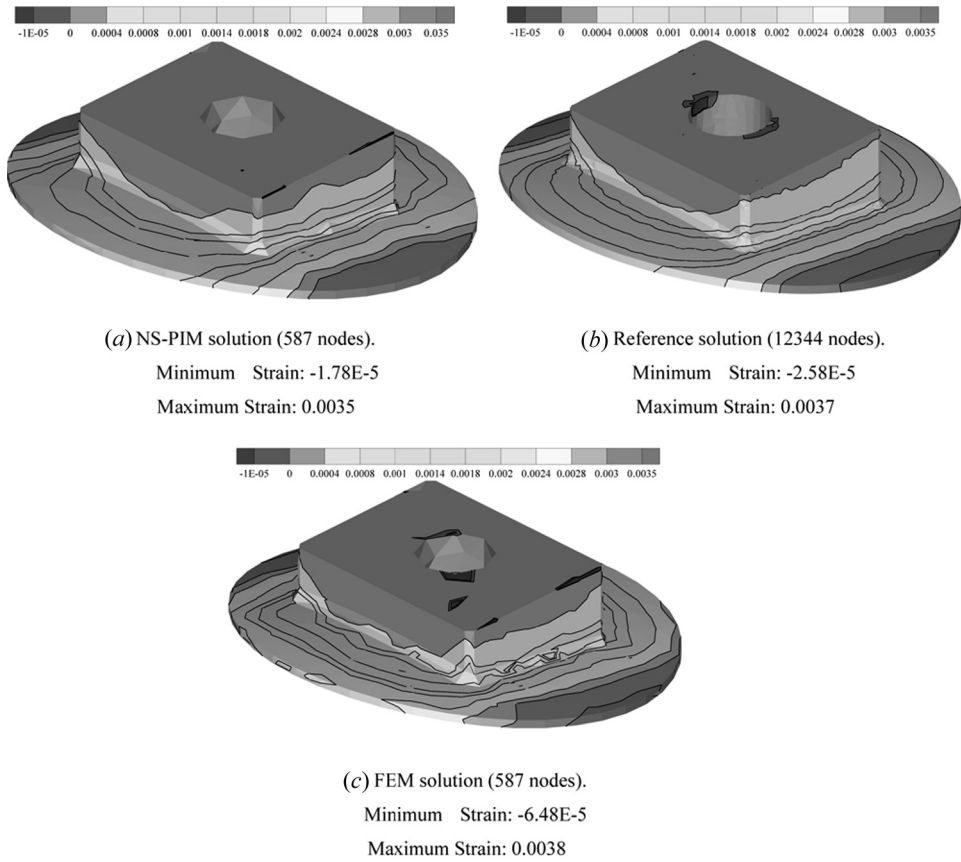 -1E-05 0 0.0004 0.0008 0.001 0.0014 0.0018 0.002 0.0024 0.0028 0.003 0.035
-1E-05 0 0.0004 0.0008 0.001 0.0014 0.0018 0.002 0.0024 0.0028 0.003 0.0035
(a) NS-PIM solution (587 nodes).
Minimum Strain: -1.78E-5
Maximum Strain: 0.0035
(b) Reference solution (12344 nodes).
Minimum Strain: -2.58E-5
Maximum Strain: 0.0037
-1E-05 0 0.0004 0.0008 0.001 0.0014 0.0018 0.002 0.0024 0.0028 0.003 0.0035
(c) FEM solution (587 nodes).
Minimum Strain: -6.48E-5
Maximum Strain: 0.0038